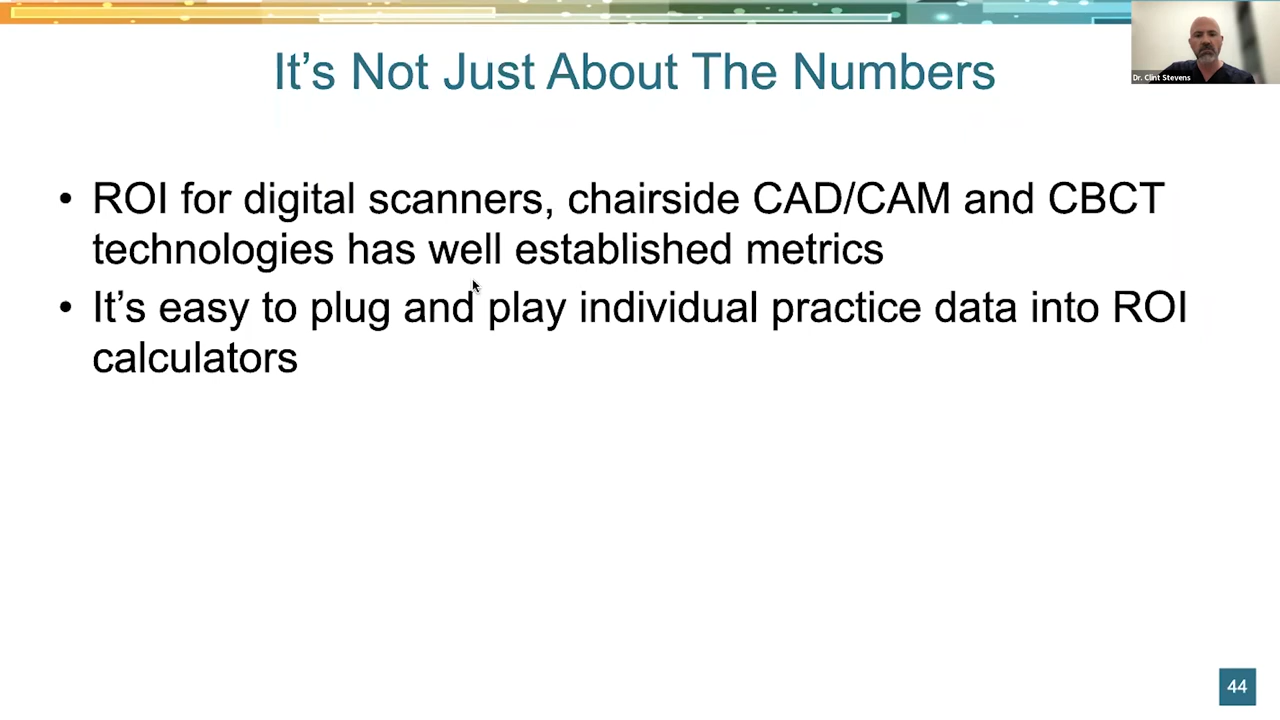 It's Not Just About The Numbers
Dr. Clint Stevens
• ROI for digital scanners, chairside CAD/CAM and CBCT
technologies has well established metrics
• It's easy to plug and play individual practice data into ROI
calculators
44